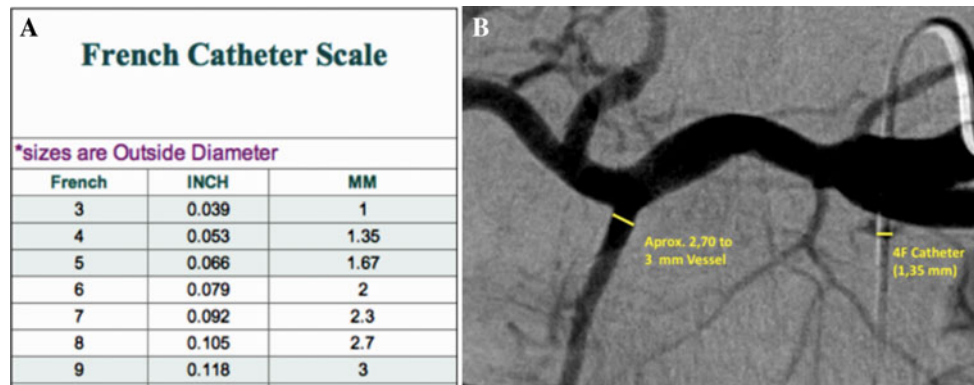 A
French Catheter Scale
*sizes are Outside Diameter
French INCH MM
3 0.039 1
4 0.053 1.35
5 0.066 1.67
6 0.079 2
7 0.092 2.3
8 0.105 2.7
9 0.118 3
B
Aprox. 2,70 to
3 mm Vessel
4F Catheter
(1,35 mm)